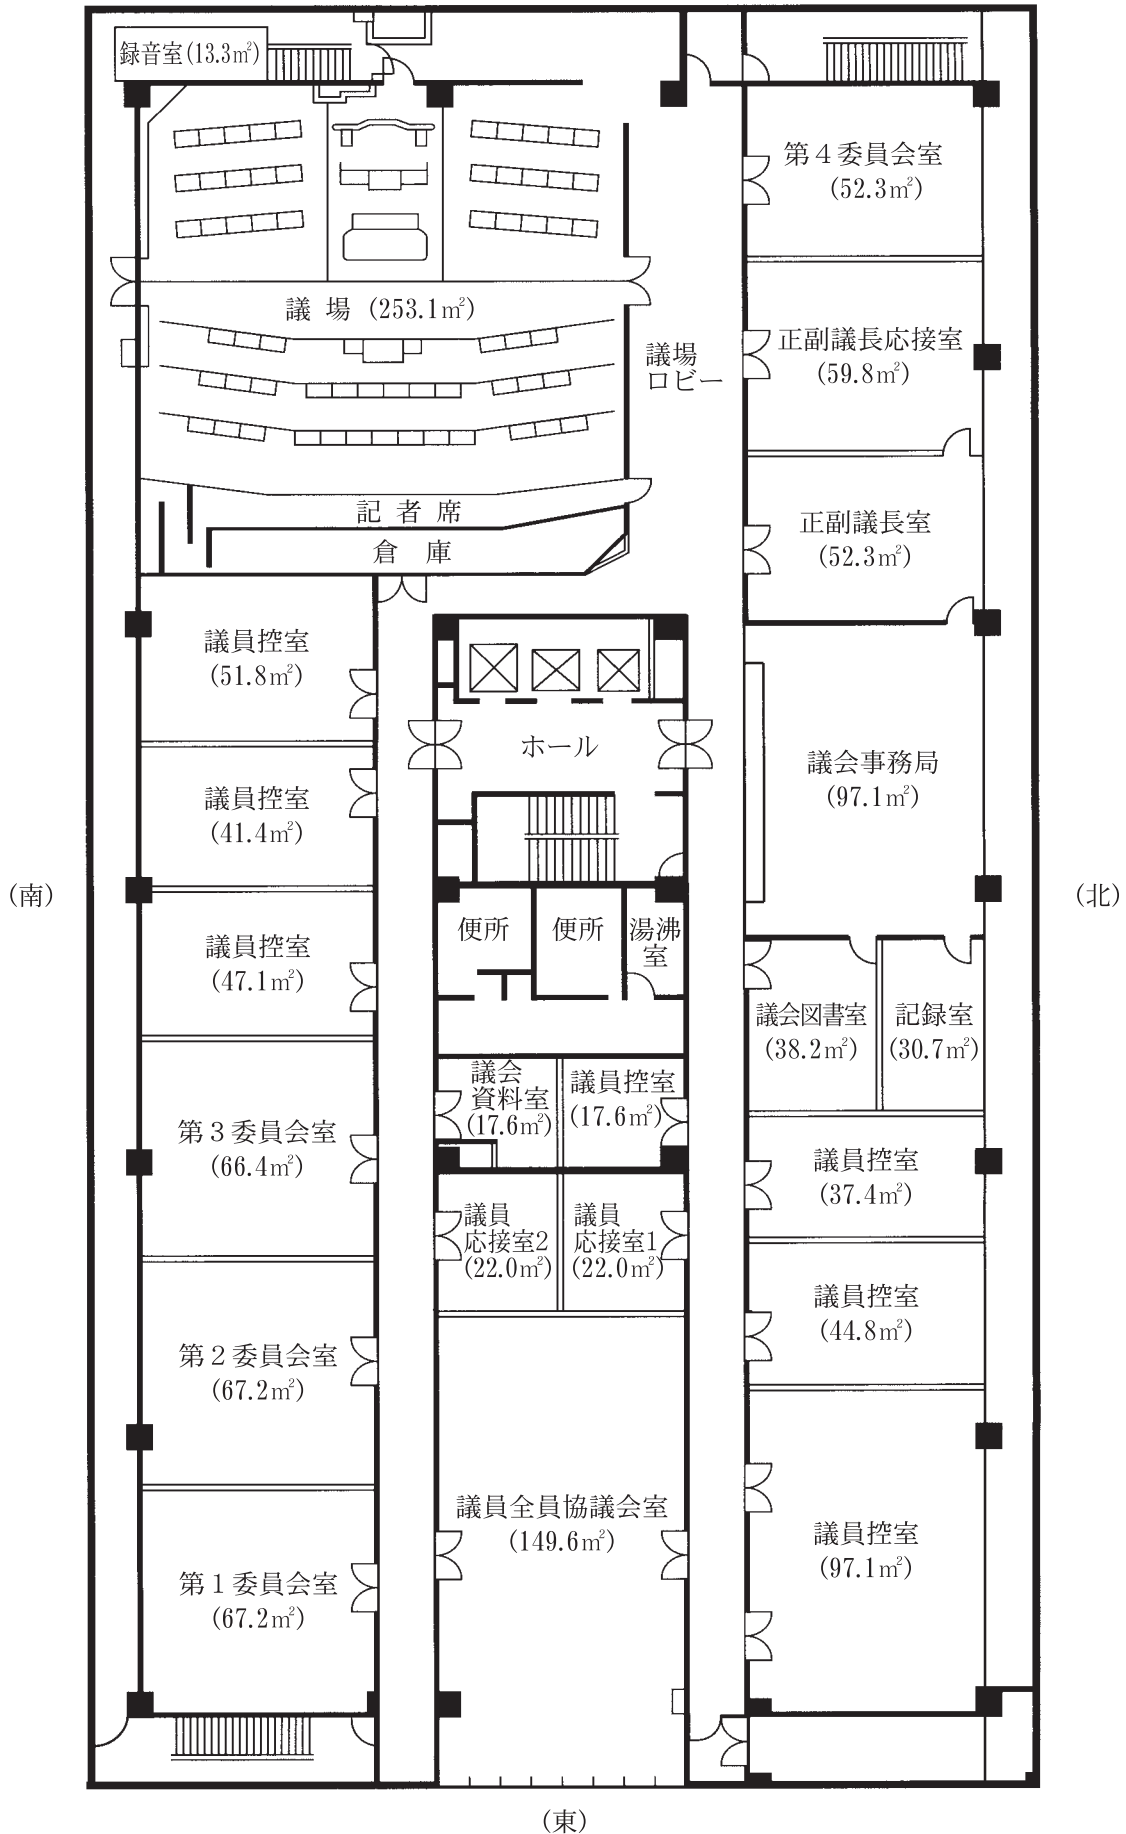 録音室(13.3㎡)
第4委員会室
(52.3㎡)
議 場 (253.1㎡)
議場
ロビー
正副議長応接室
(59.8㎡)
記 者 席
倉 庫
正副議長室
(52.3㎡)
議員控室
(51.8㎡)
ホール
議会事務局
(97.1㎡)
議員控室
(41.4㎡)
(南)
(北)
議員控室
(47.1㎡)
便所
便所
湯沸
室
議会図書室
(38.2㎡)
記録室
(30.7㎡)
議会
資料室
(17.6㎡)
議員控室
(17.6㎡)
第3委員会室
(66.4㎡)
議員控室
(37.4㎡)
議員
応接室2
(22.0㎡)
議員
応接室1
(22.0㎡)
議員控室
(44.8㎡)
第2委員会室
(67.2㎡)
議員全員協議会室
(149.6㎡)
議員控室
(97.1㎡)
第1委員会室
(67.2㎡)
(東)